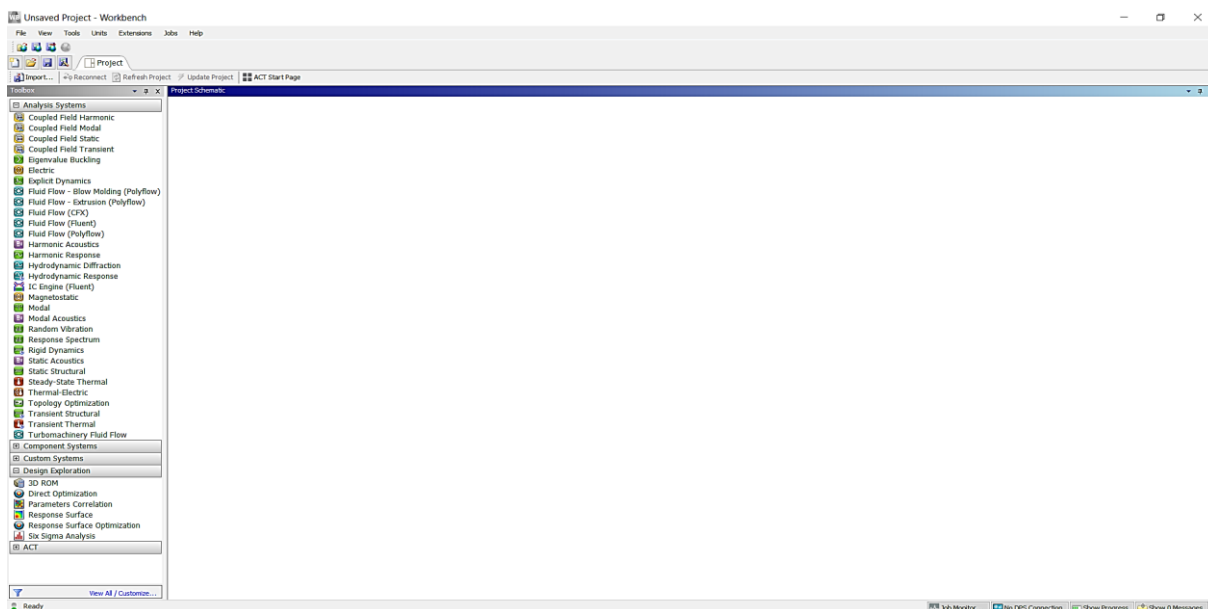 Unsaved Project - Workbench
File View Tools Units Extensions Jobs Help
Project
Import... Reconnect Refresh Project Update Project ACT Start Page
Toolbox
Project Schematic
Analysis Systems
Coupled Field Harmonic
Coupled Field Modal
Coupled Field Static
Coupled Field Transient
Eigenvalue Buckling
Electric
Explicit Dynamics
Fluid Flow - Blow Molding (Polyflow)
Fluid Flow - Extrusion (Polyflow)
Fluid Flow (CFX)
Fluid Flow (Fluent)
Fluid Flow (Polyflow)
Harmonic Acoustics
Harmonic Response
Hydrodynamic Diffraction
Hydrodynamic Response
IC Engine (Fluent)
Magnetostatic
Modal
Modal Acoustics
Random Vibration
Response Spectrum
Rigid Dynamics
Static Acoustics
Static Structural
Steady-State Thermal
Thermal-Electric
Topology Optimization
Transient Structural
Transient Thermal
Turbomachinery Fluid Flow
Component Systems
Custom Systems
Design Exploration
3D ROM
Direct Optimization
Parameters Correlation
Response Surface
Response Surface Optimization
Six Sigma Analysis
ACT
View All / Customize...
Ready
Job Monitor... No DPS Connection Show Progress Show 0 Messages